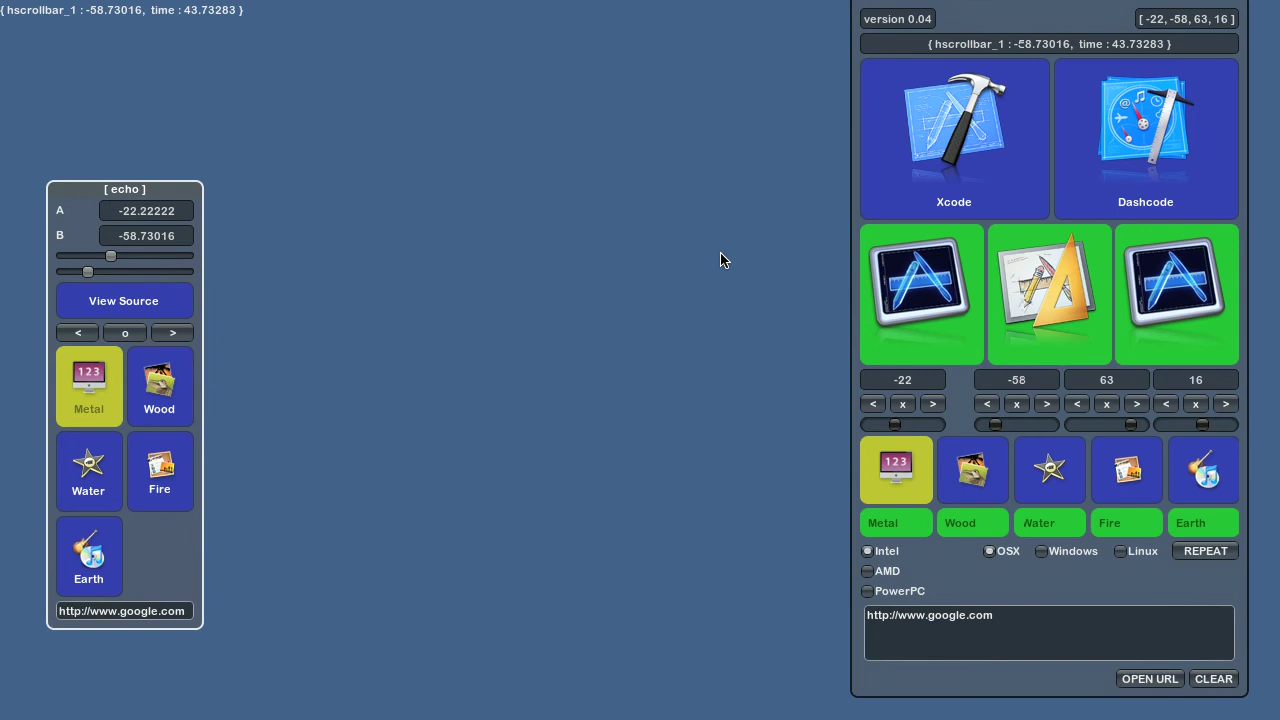 { hscrollbar_1 : -58.73016, time : 43.73283 }
[ echo ]
A -22.22222
B -58.73016
View Source
< o >
Metal Wood
Water Fire
Earth
http://www.google.com
version 0.04 [ -22, -58, 63, 16 ]
{ hscrollbar_1 : -58.73016, time : 43.73283 }
Xcode Dashcode
-22 -58 63 16
< x > < x > < x > < x >
123
Metal Wood Water Fire Earth
Intel OSX Windows Linux REPEAT
AMD
PowerPC
http://www.google.com
OPEN URL CLEAR